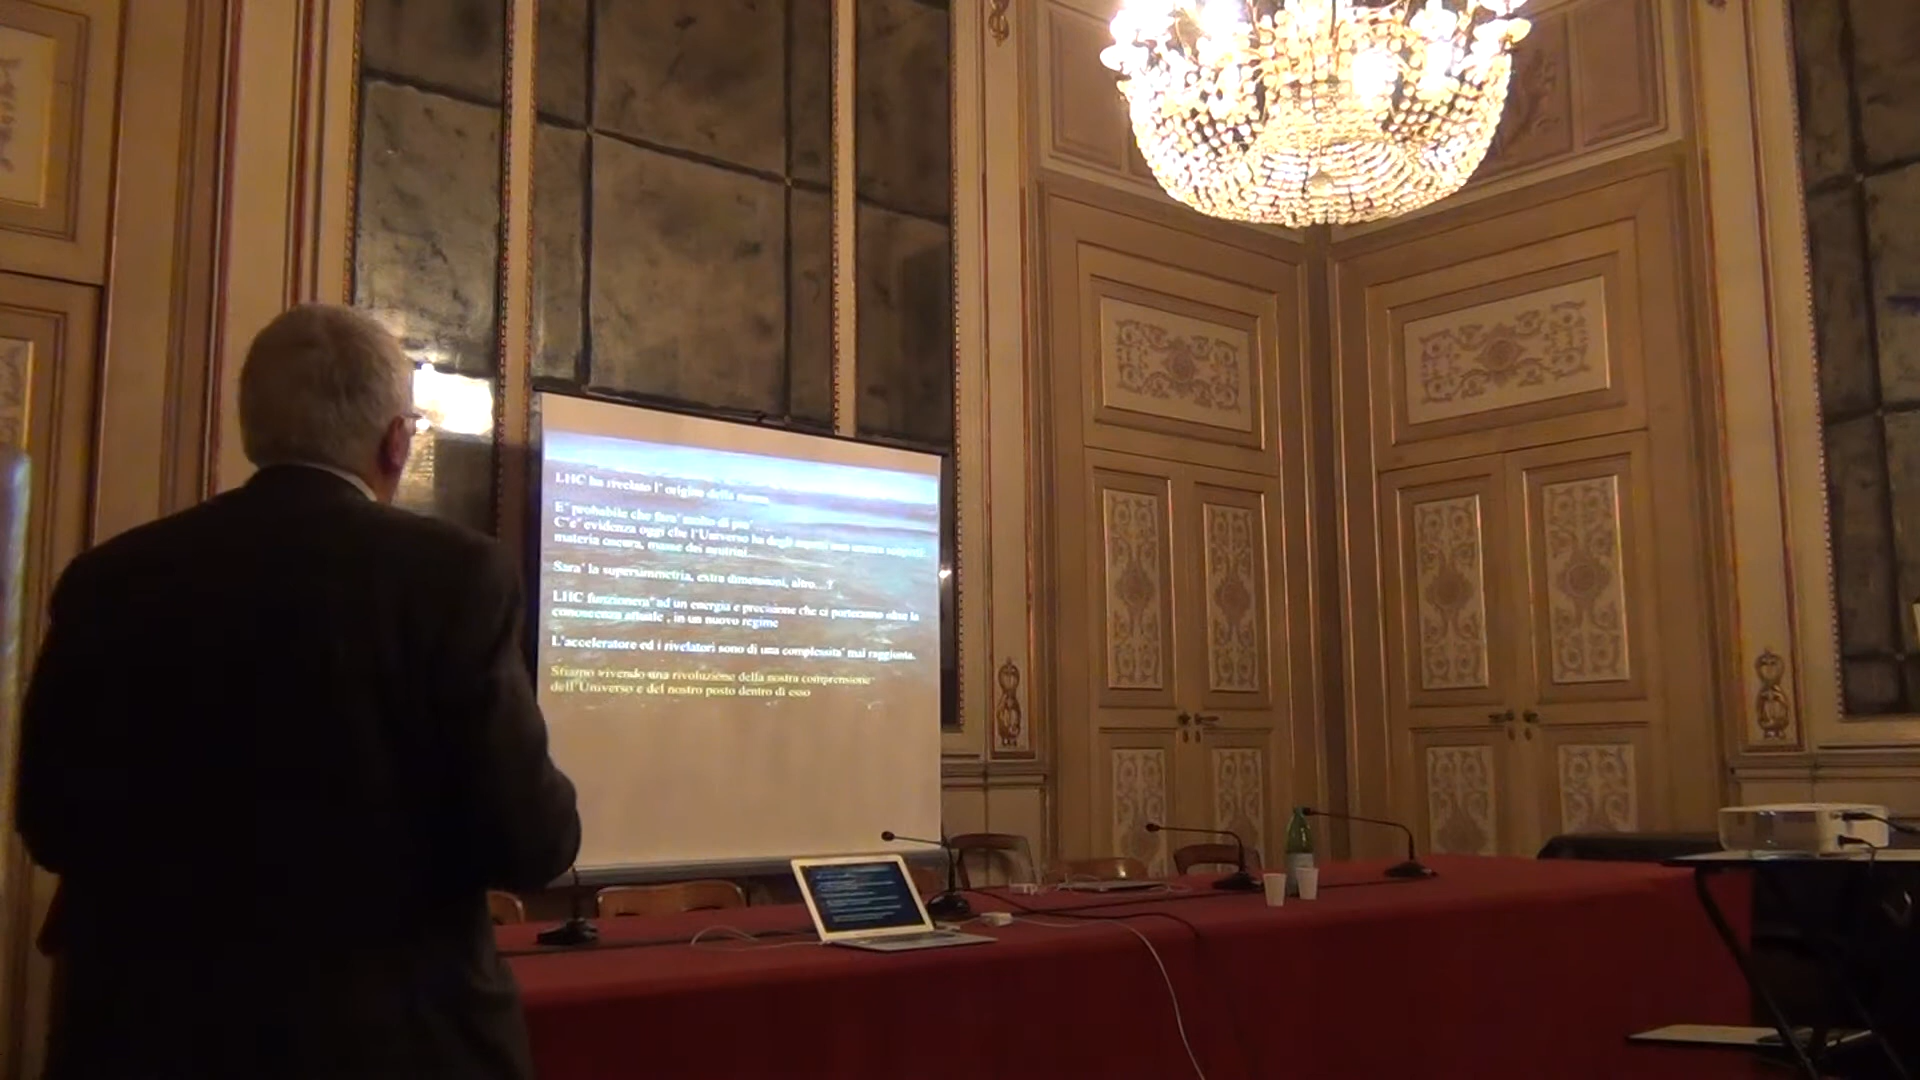 LHC ha rivelato l' origine della massa
E' probabile che fara' molto di piu' ....
C'e' evidenza oggi che l'Universo ha degli aspetti non ancora scoperti
materia oscura, masse dei neutrini...
Sara' la supersimmetria, extra dimensioni, altro...?
LHC funzionera' ad un energia e precisione che ci porteranno oltre la
conoscenza attuale , in un nuovo regime
L'acceleratore ed i rivelatori sono di una complessita' mai raggiunta.
Stiamo vivendo una rivoluzione della nostra comprensione
dell'Universo e del nostro posto dentro di esso